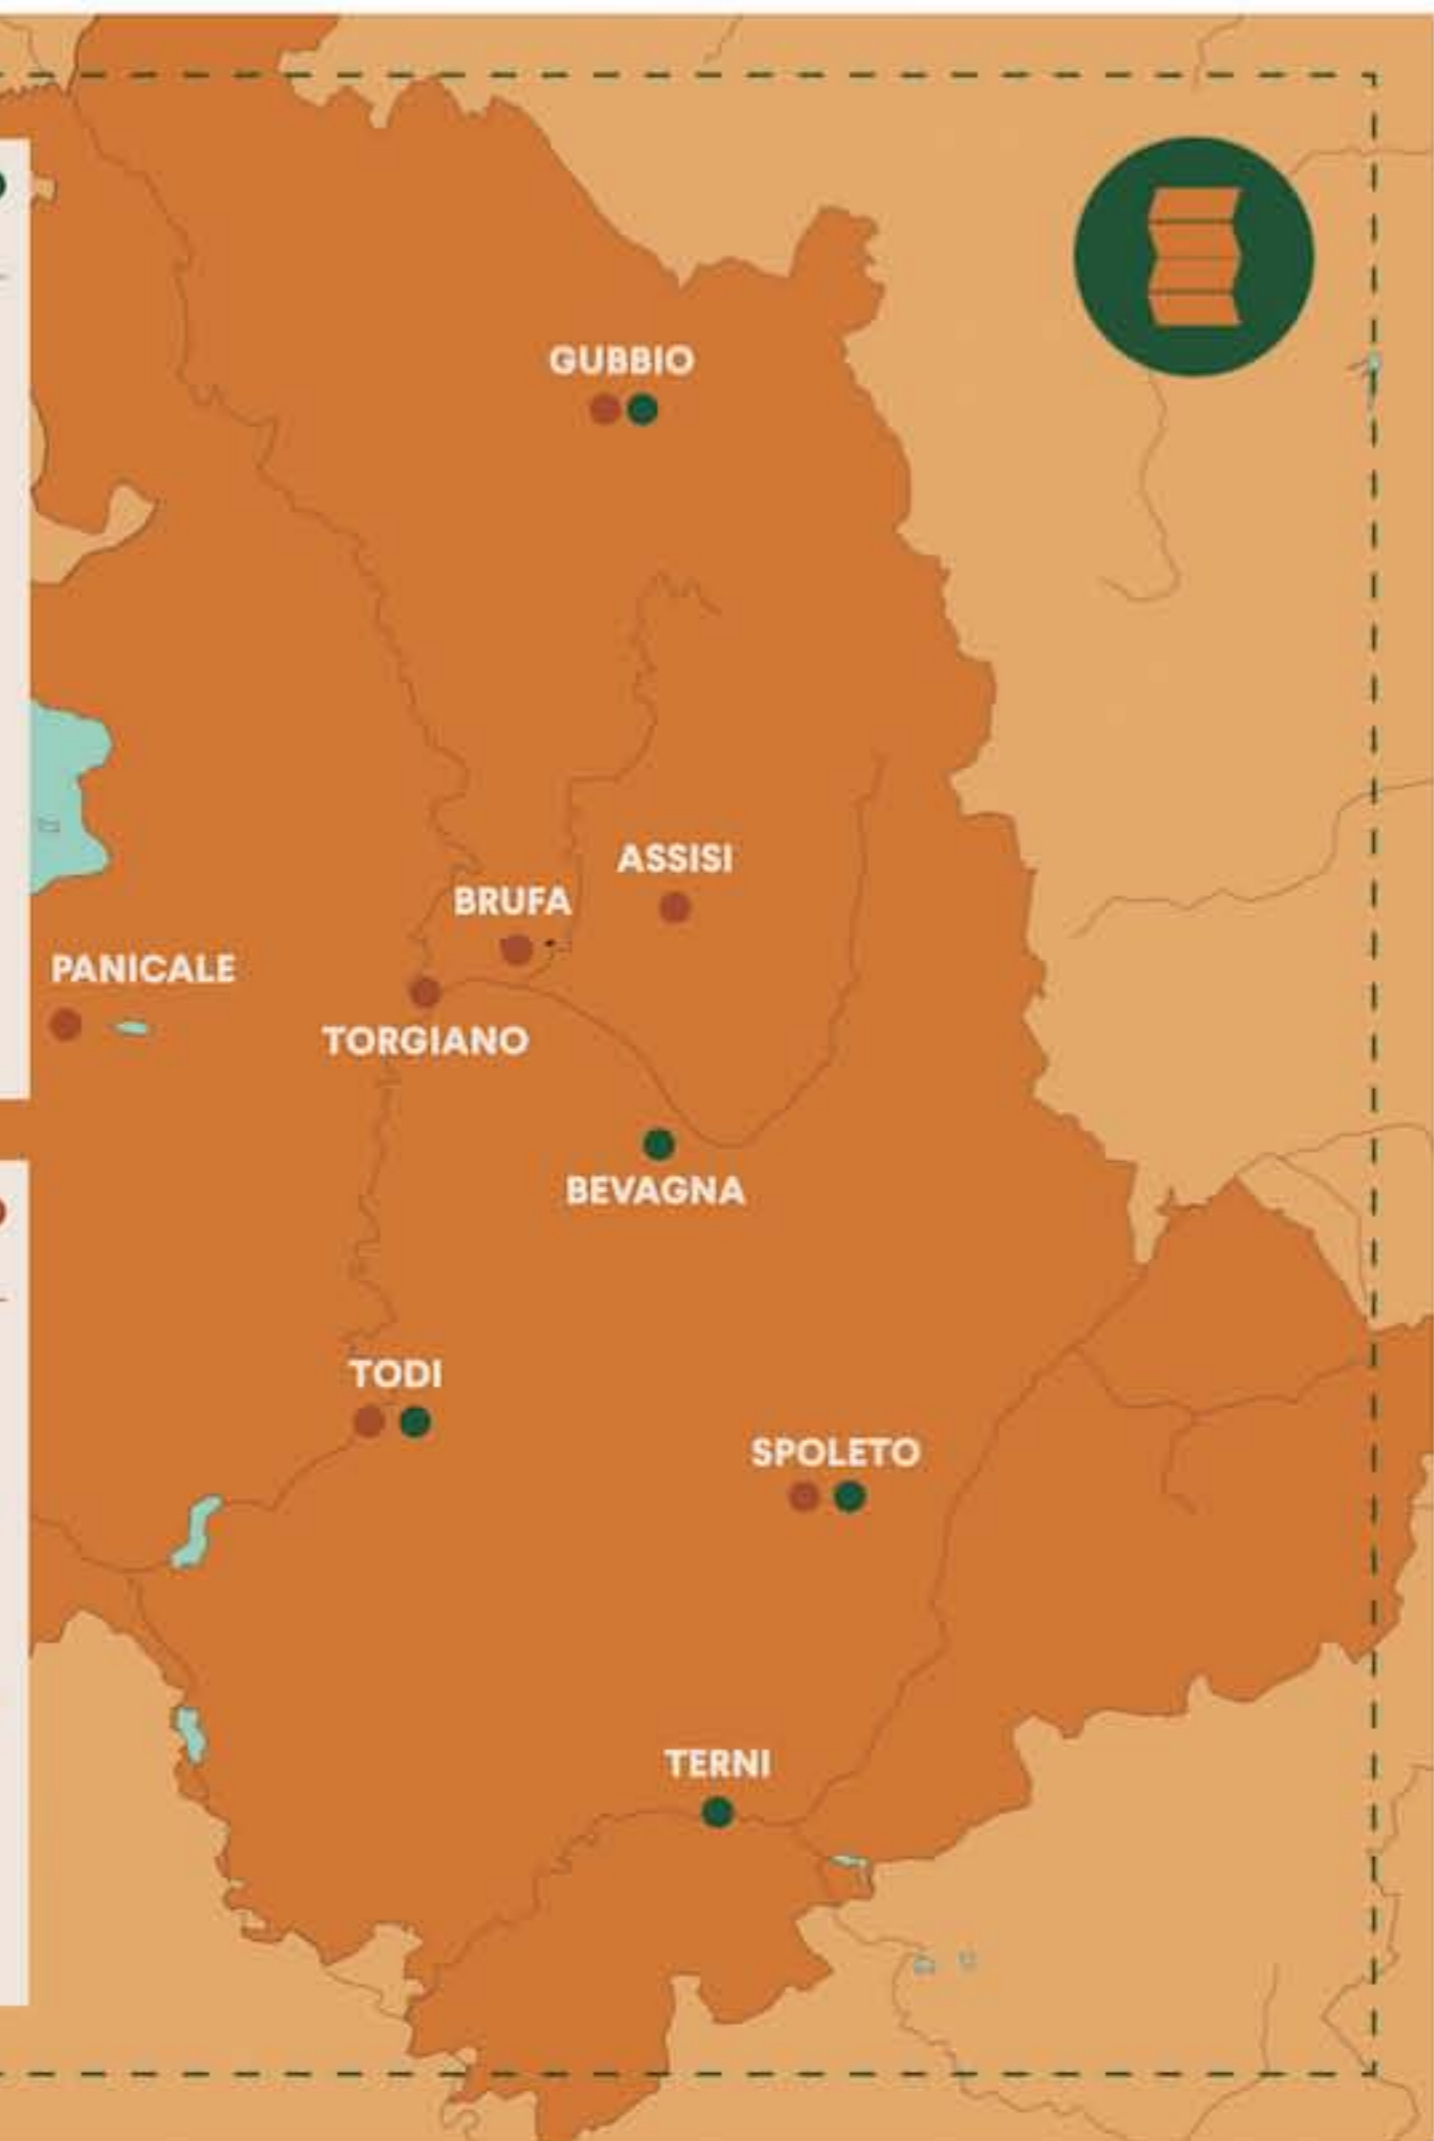 GUBBIO
ASSISI
BRUFA
PANICALE
TORGIANO
BEVAGNA
TODI
SPOLETO
TERNI